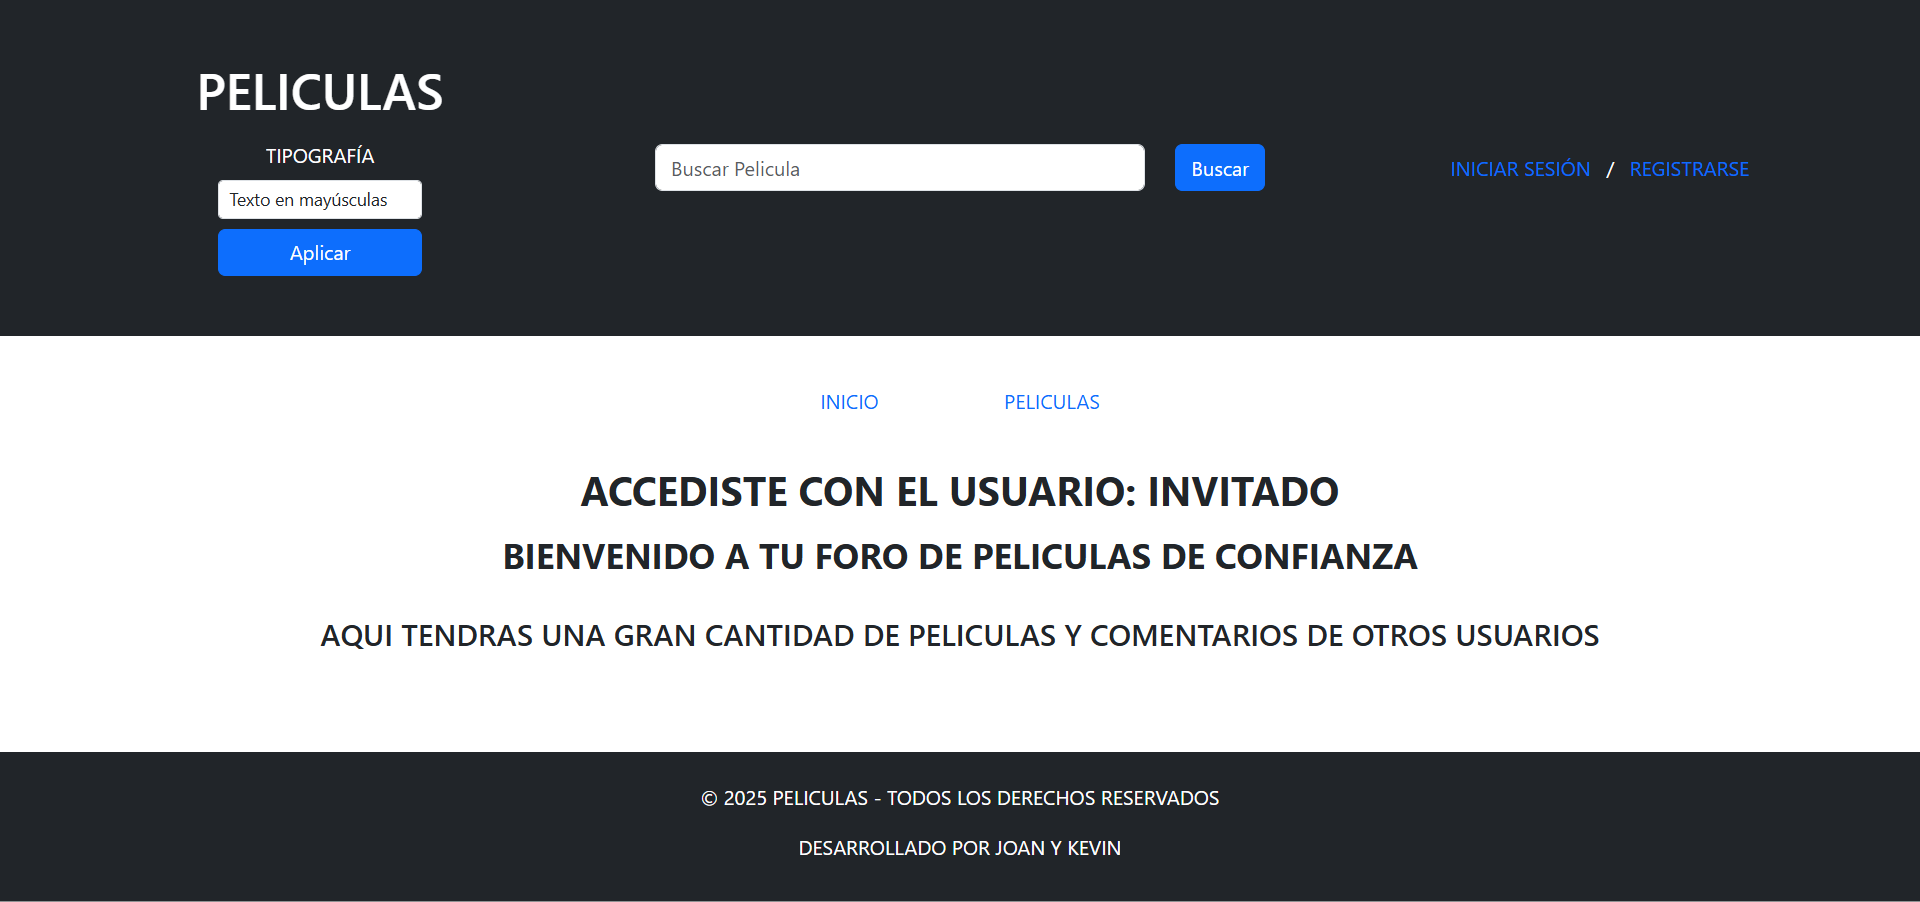 PELICULAS
TIPOGRAFÍA
Texto en mayúsculas
Aplicar
Buscar Pelicula
Buscar
INICIAR SESIÓN / REGISTRARSE
INICIO PELICULAS
ACCEDISTE CON EL USUARIO: INVITADO
BIENVENIDO A TU FORO DE PELICULAS DE CONFIANZA
AQUI TENDRAS UNA GRAN CANTIDAD DE PELICULAS Y COMENTARIOS DE OTROS USUARIOS
© 2025 PELICULAS - TODOS LOS DERECHOS RESERVADOS
DESARROLLADO POR JOAN Y KEVIN